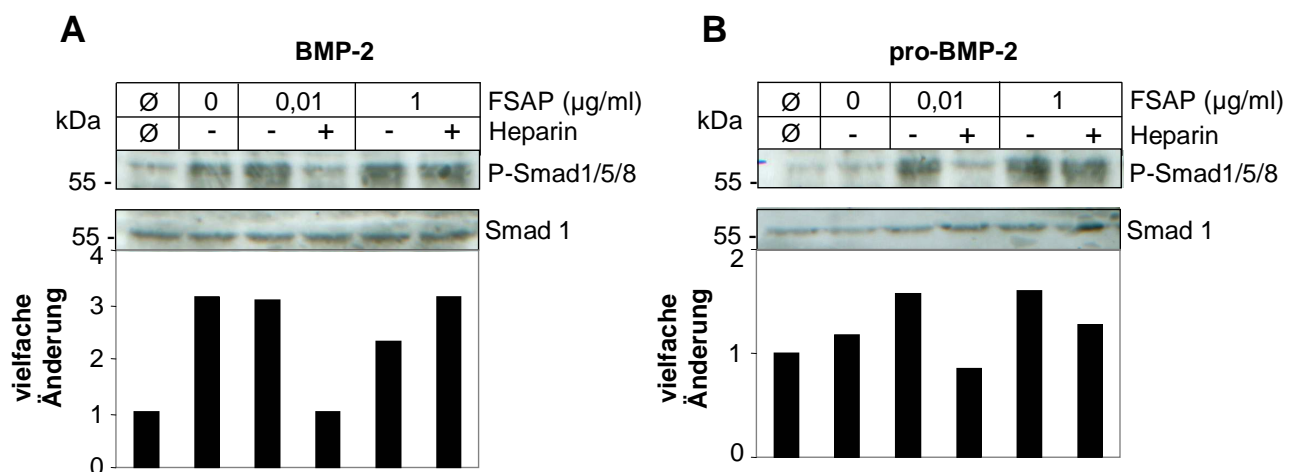 A
BMP-2
kDa
Ø 0 0,01 1 FSAP (µg/ml)
Ø - - + - + Heparin
P-Smad1/5/8
55 -
Smad 1
55 -
4
3
2
1
0
vielfache
Änderung
B
pro-BMP-2
kDa
Ø 0 0,01 1 FSAP (µg/ml)
Ø - - + - + Heparin
P-Smad1/5/8
55 -
Smad 1
55 -
2
1
0
vielfache
Änderung